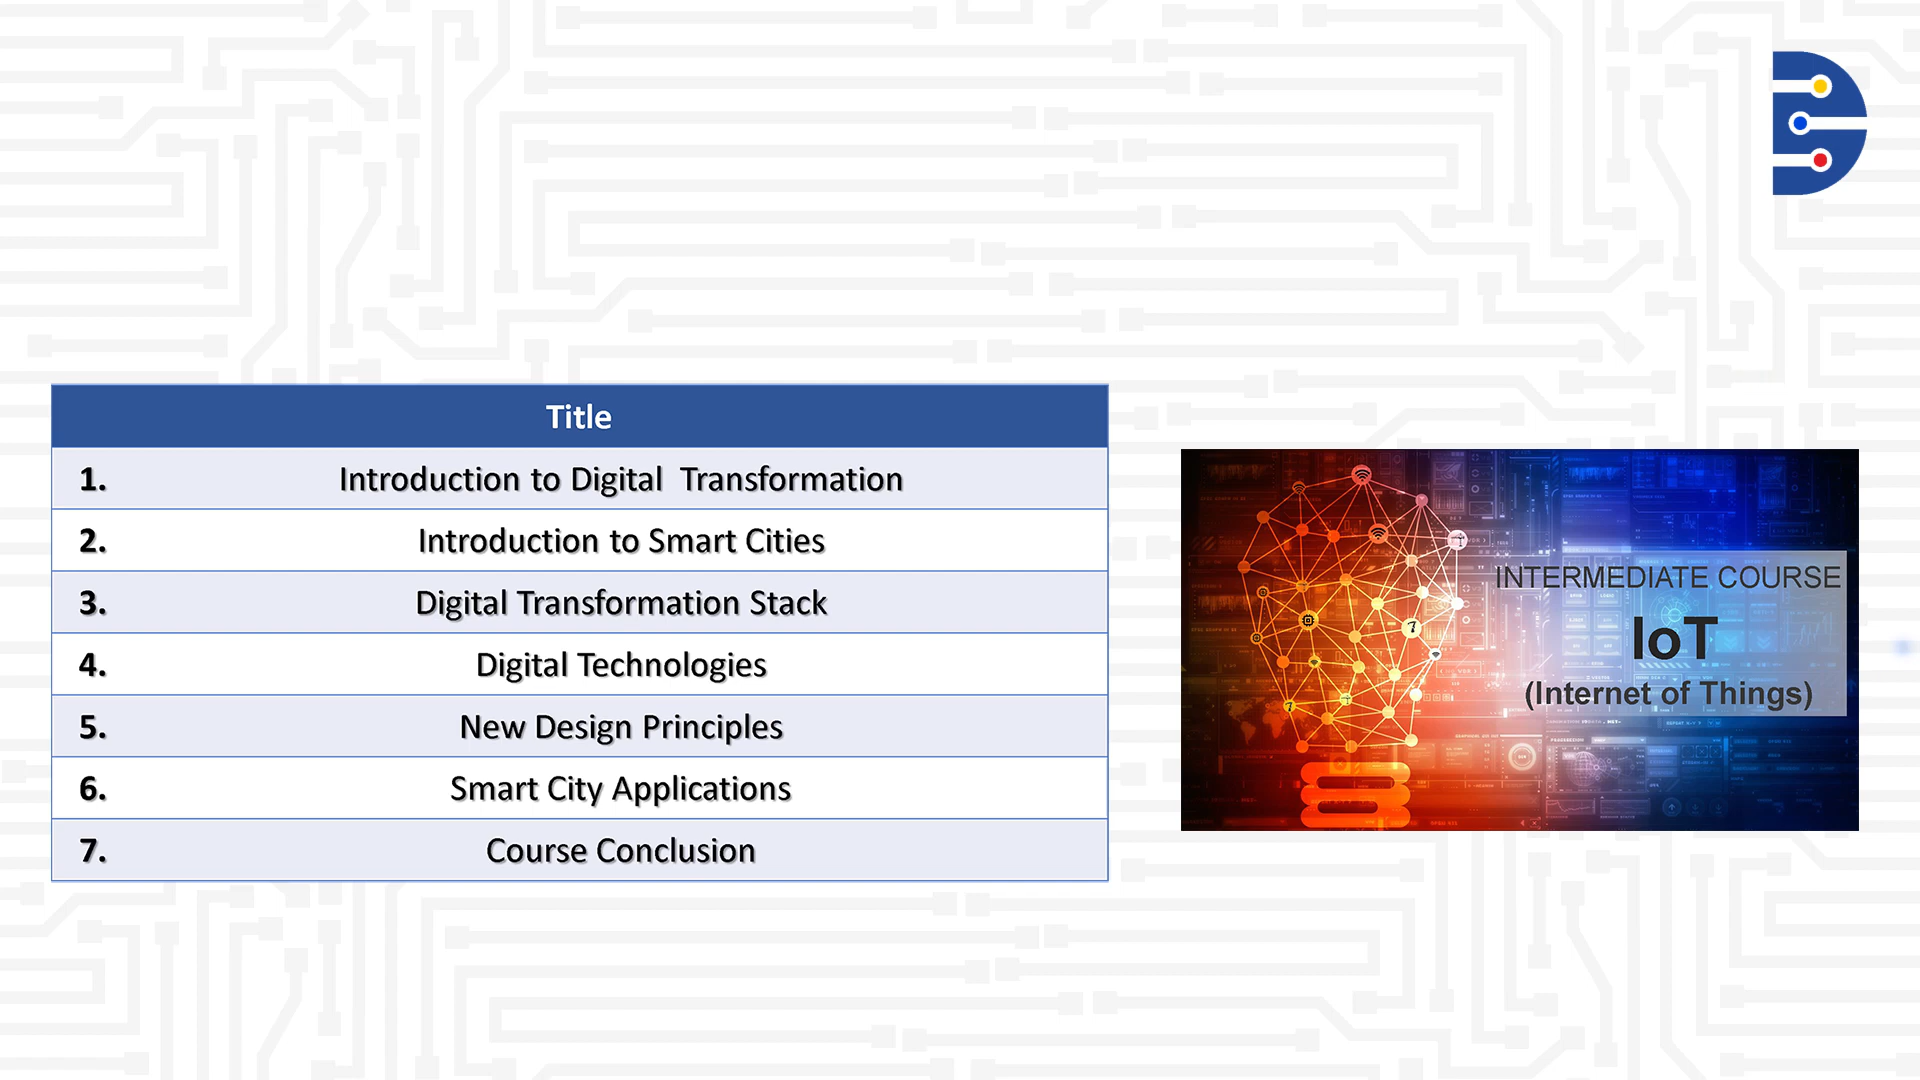 Title
1. Introduction to Digital  Transformation
2. Introduction to Smart Cities
3. Digital Transformation Stack
4. Digital Technologies
5. New Design Principles
6. Smart City Applications
7. Course Conclusion
INTERMEDIATE COURSE
IoT
(Internet of Things)